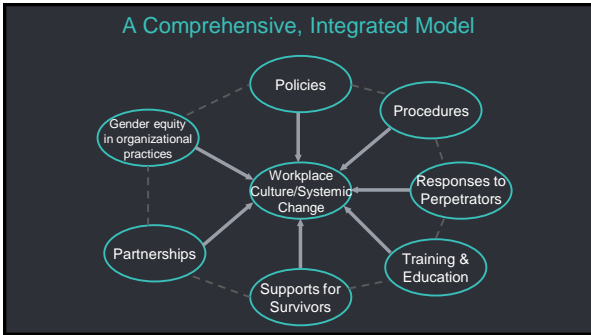 A Comprehensive, Integrated Model
Policies
Procedures
Gender equity
in organizational
practices
Workplace
Culture/Systemic
Change
Responses to
Perpetrators
Partnerships
Training &
Education
Supports for
Survivors